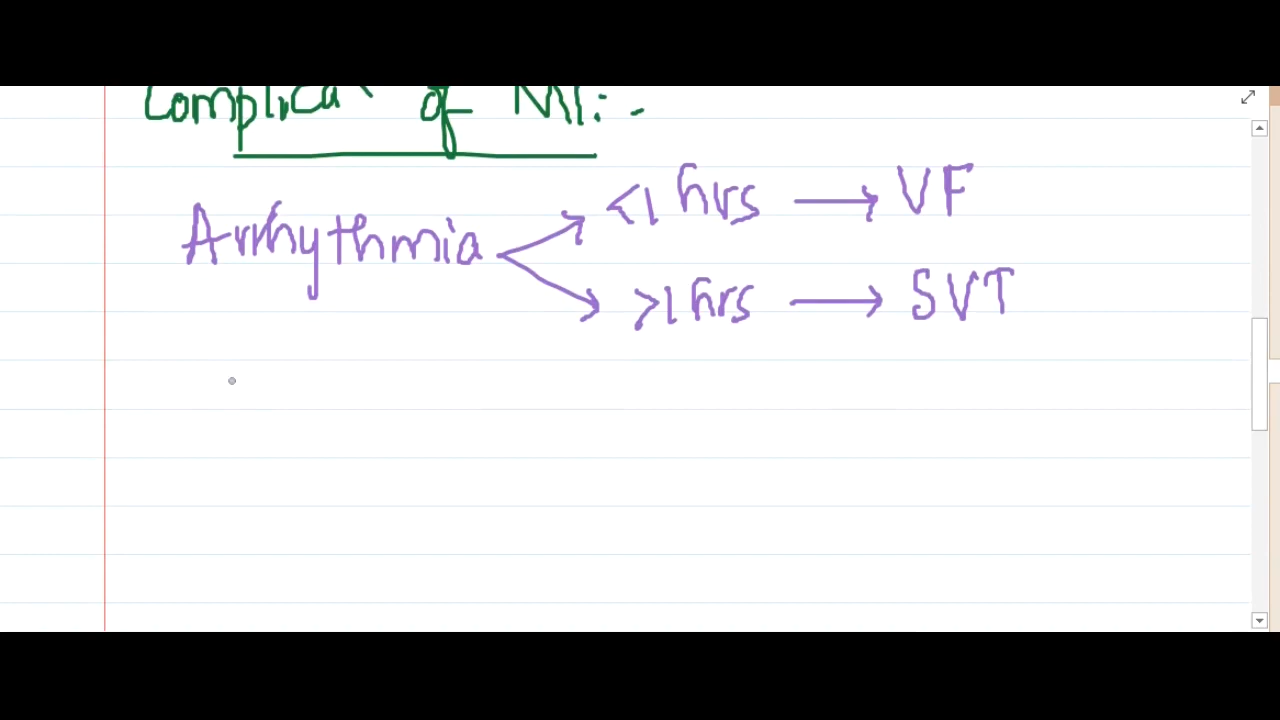 Complica^ of MI:-
Arrhythmia <1 hrs → VF
>1 hrs → SVT